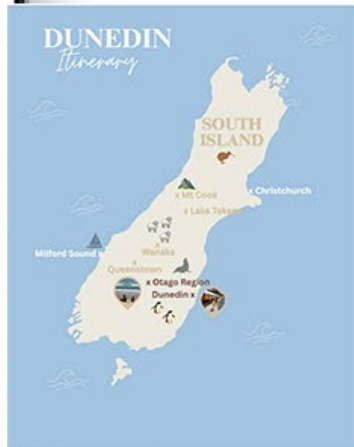 DUNEDIN
Itinerary
SOUTH
ISLAND
x Mt Cook
x Christchurch
x Lake Tekapo
x
Wanaka
Milford Sound x
x
Queenstown
x Otago Region
Dunedin x